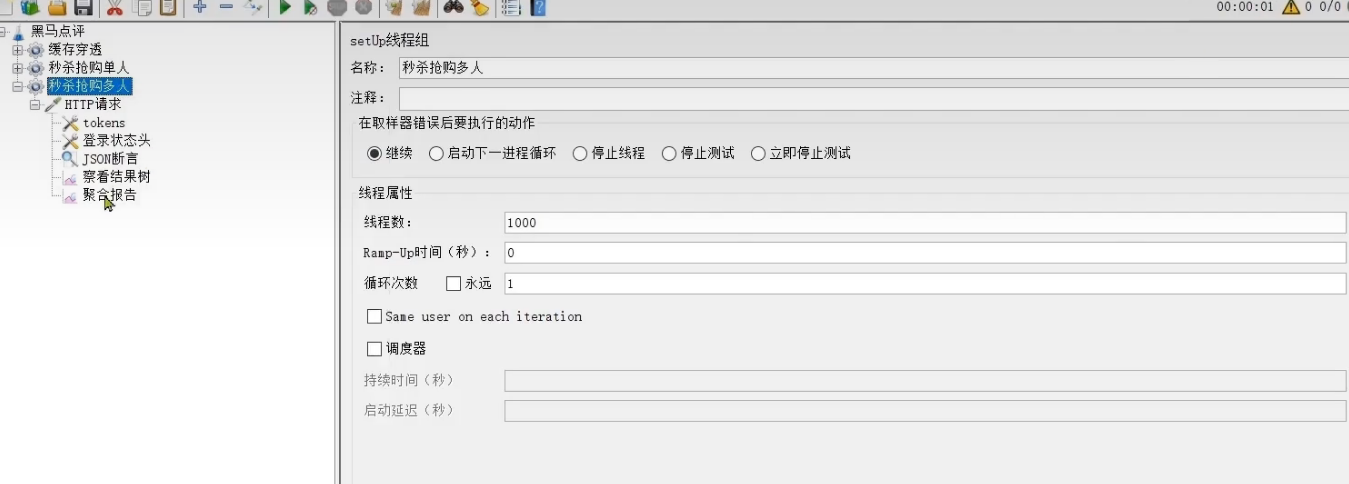 00:00:01 0 0/0
黑马点评
缓存穿透
秒杀抢购单人
秒杀抢购多人
HTTP请求
tokens
登录状态头
JSON断言
察看结果树
聚合报告
setUp线程组
名称: 秒杀抢购多人
注释:
在取样器错误后要执行的动作
继续 启动下一进程循环 停止线程 停止测试 立即停止测试
线程属性
线程数: 1000
Ramp-Up时间（秒）: 0
循环次数 永远 1
Same user on each iteration
调度器
持续时间（秒）
启动延迟（秒）